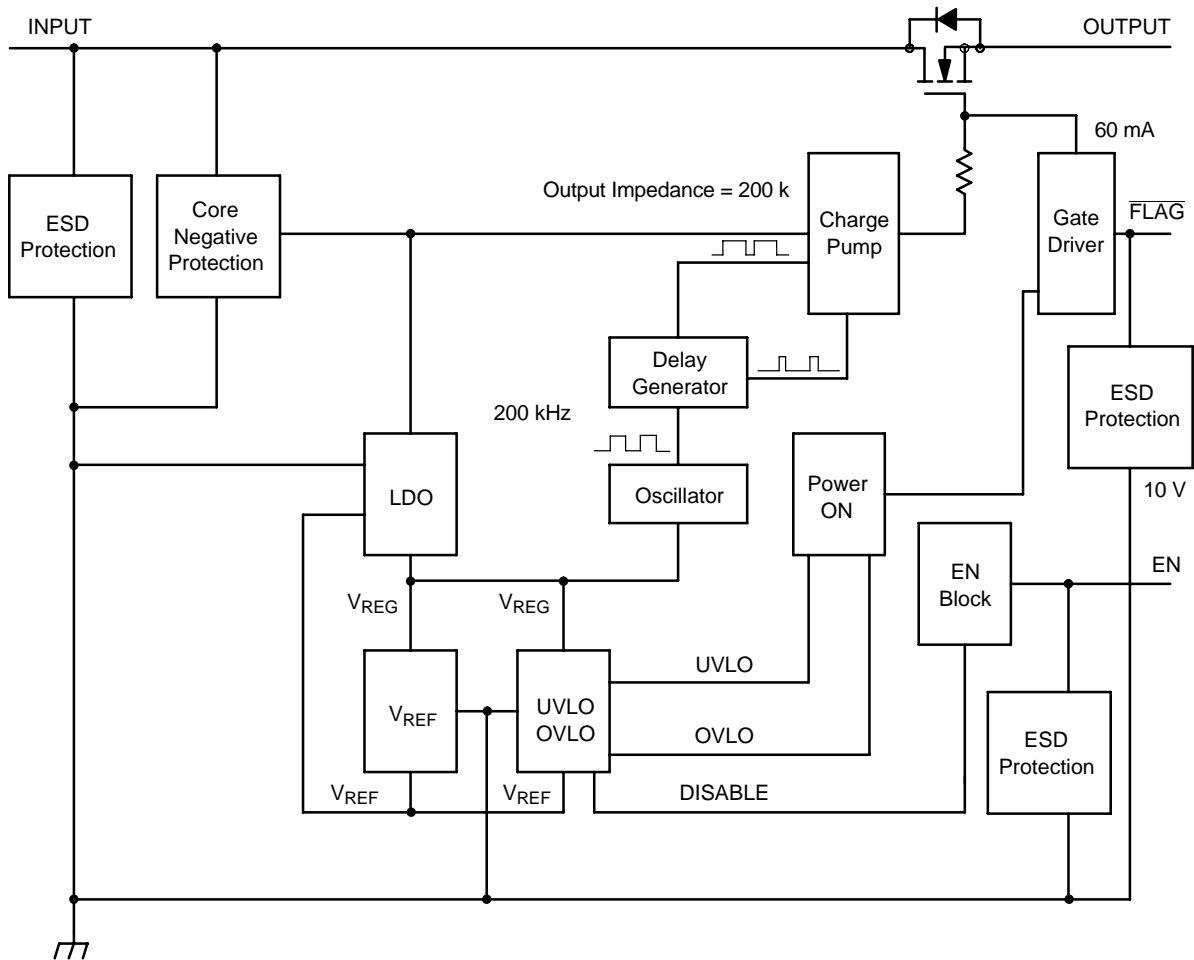 INPUT
OUTPUT
60 mA
ESD
Protection
Core
Negative
Protection
Output Impedance = 200 k
Charge
Pump
Gate
Driver
FLAG
Delay
Generator
ESD
Protection
200 kHz
LDO
Oscillator
Power
ON
10 V
EN
Block
EN
VREG
VREG
VREF
UVLO
OVLO
UVLO
OVLO
ESD
Protection
VREF
VREF
DISABLE